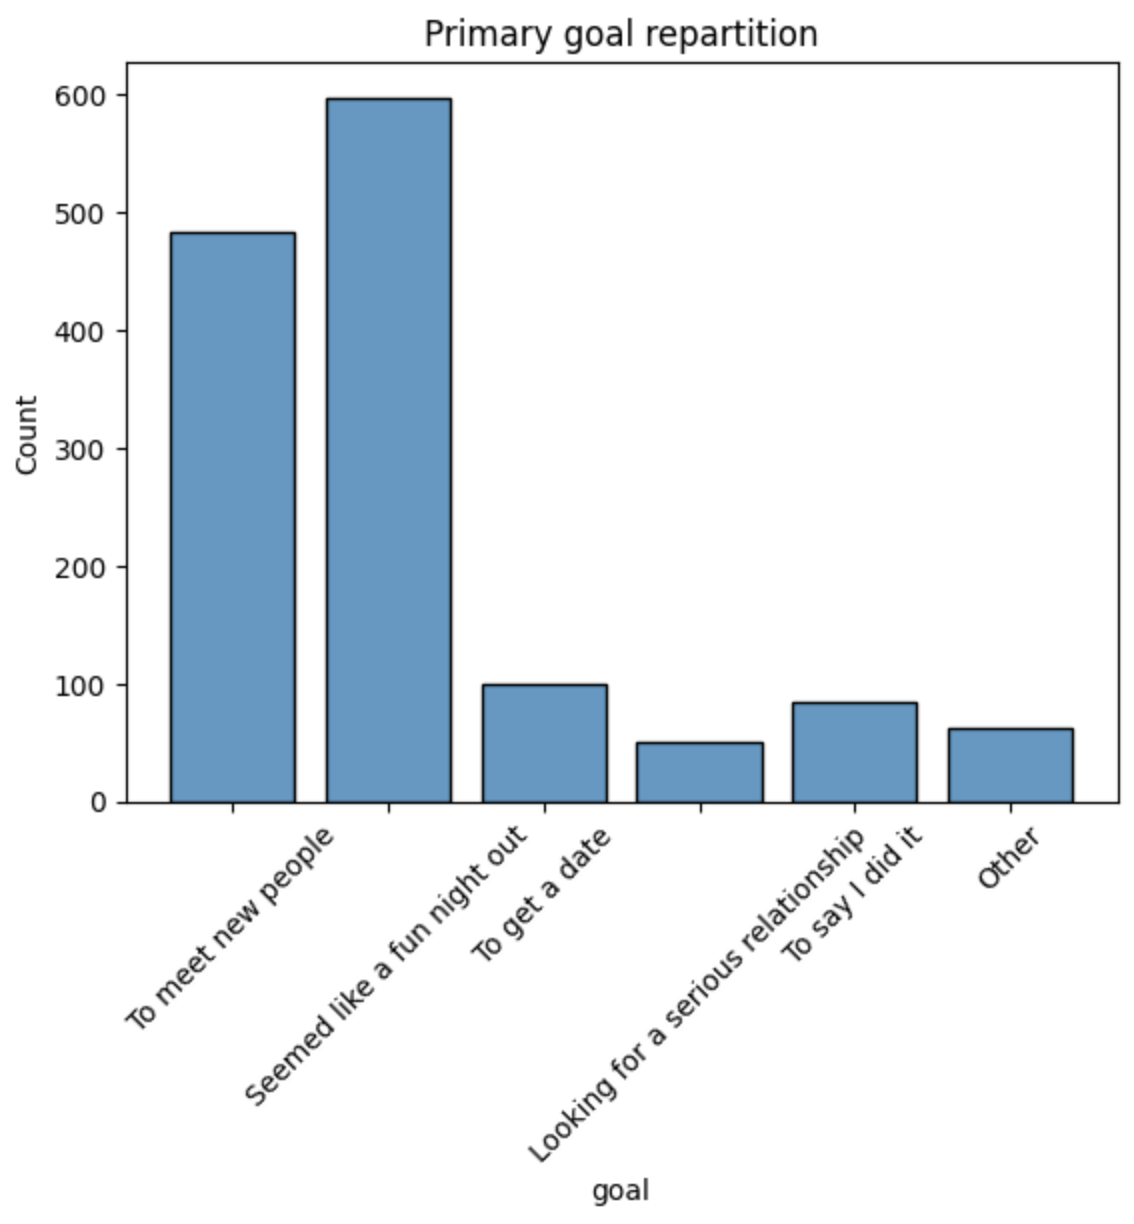 Primary goal repartition
600
500
400
300
200
100
0
Count
To meet new people
Seemed like a fun night out
To get a date
Looking for a serious relationship
To say I did it
Other
goal